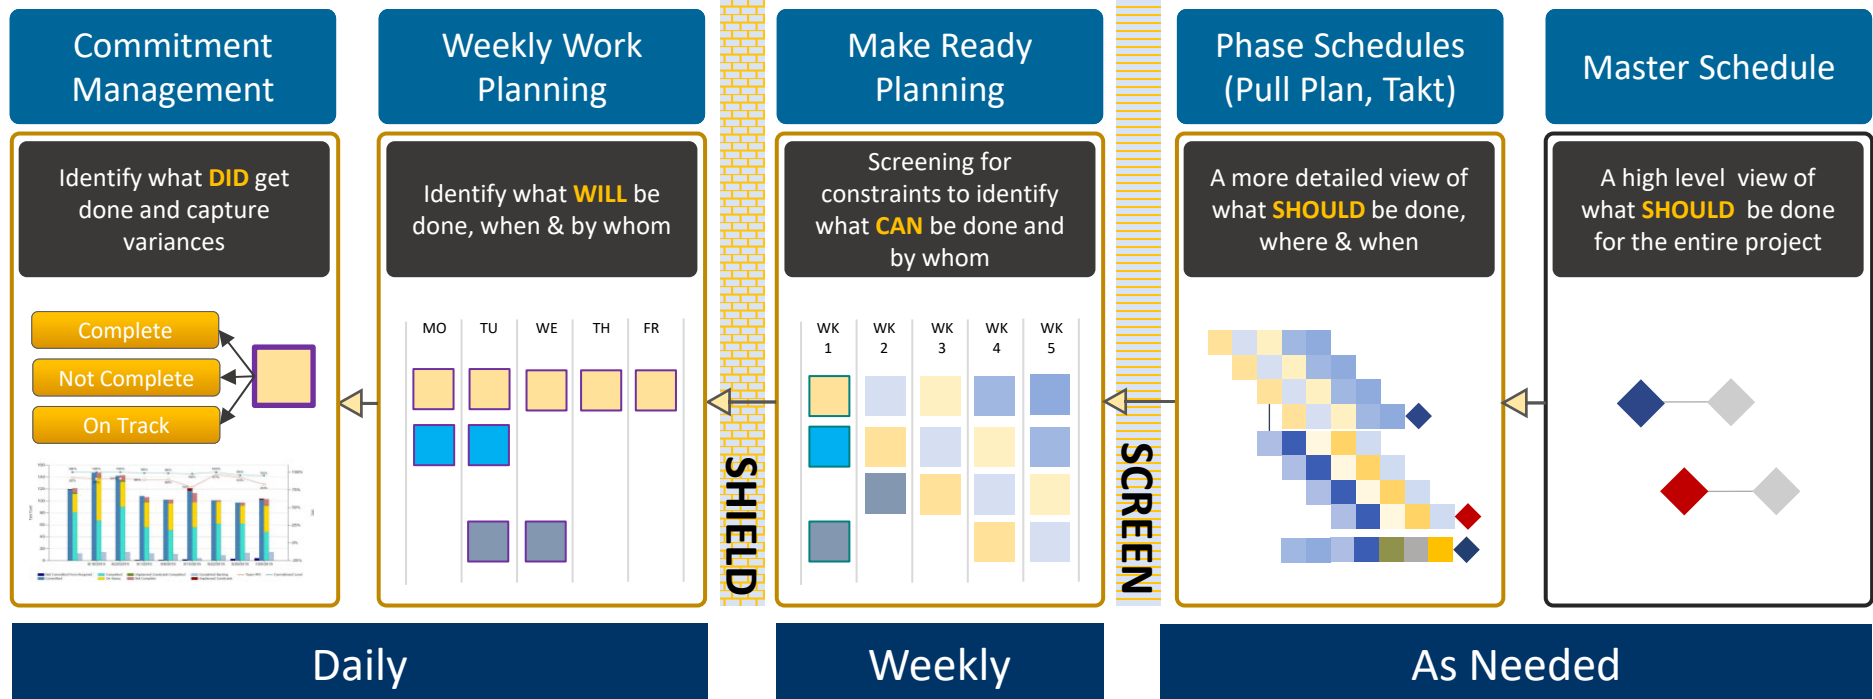 Commitment
Management
Weekly Work
Planning
Make Ready
Planning
Phase Schedules
(Pull Plan, Takt)
Master Schedule
Identify what DID get
done and capture
variances
Identify what WILL be
done, when & by whom
Screening for
constraints to identify
what CAN be done and
by whom
A more detailed view of
what SHOULD be done,
where & when
A high level view of
what SHOULD be done
for the entire project
Complete
Not Complete
On Track
MO TU WE TH FR
WK WK WK WK WK
1 2 3 4 5
SHIELD
SCREEN
Daily
Weekly
As Needed